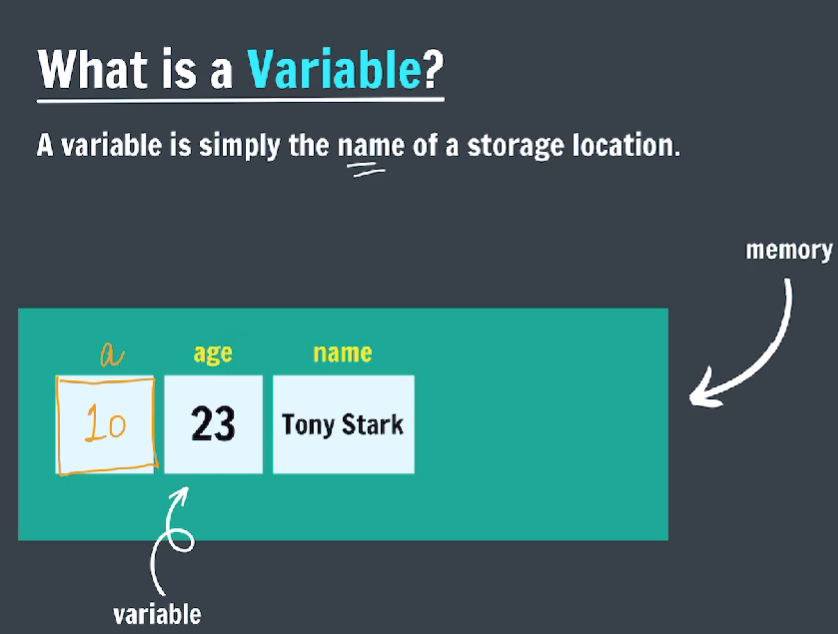 What is a Variable?
A variable is simply the name of a storage location.
memory
a age name
10 23 Tony Stark
variable